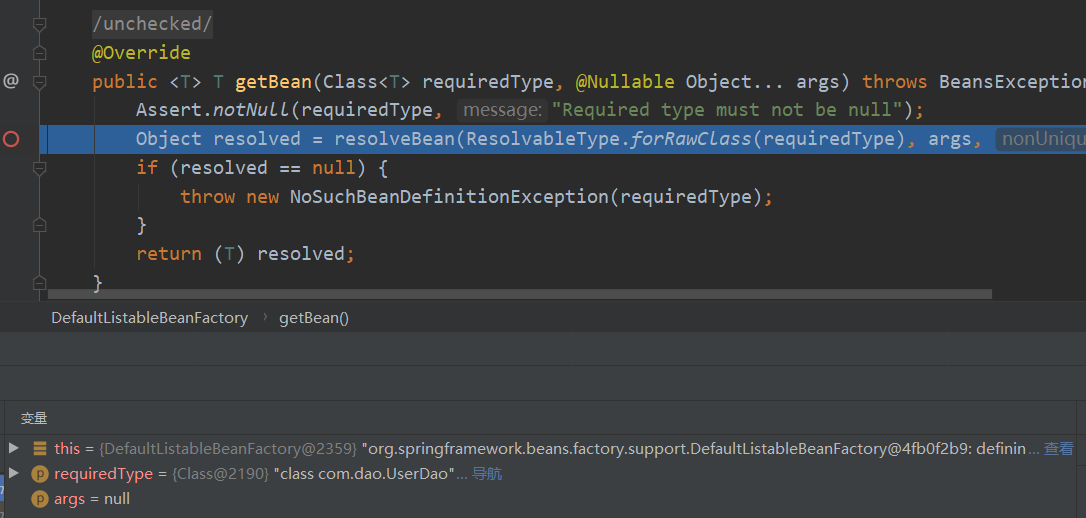 /unchecked/
@Override
@ public <T> T getBean(Class<T> requiredType, @Nullable Object... args) throws BeansException
Assert.notNull(requiredType, message: "Required type must not be null");
Object resolved = resolveBean(ResolvableType.forRawClass(requiredType), args, nonUniqu
if (resolved == null) {
throw new NoSuchBeanDefinitionException(requiredType);
}
return (T) resolved;
}
DefaultListableBeanFactory › getBean()
变量
this = {DefaultListableBeanFactory@2359} "org.springframework.beans.factory.support.DefaultListableBeanFactory@4fb0f2b9: definin... 查看
p requiredType = {Class@2190} "class com.dao.UserDao"... 导航
p args = null